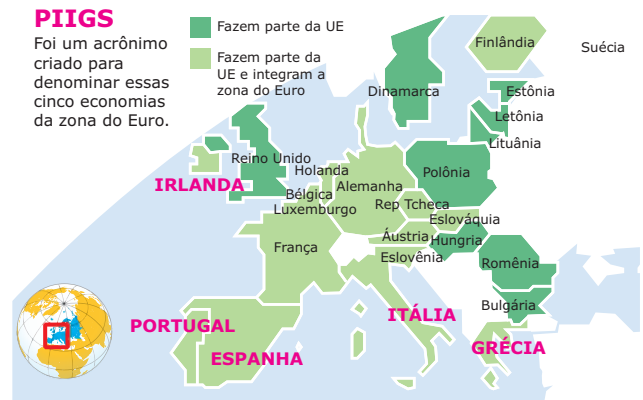 PIIGS
Foi um acrônimo
criado para
denominar essas
cinco economias
da zona do Euro.
Fazem parte da UE
Fazem parte da
UE e integram a
zona do Euro
Finlândia
Suécia
Dinamarca
Estônia
Letônia
Lituânia
Reino Unido
Holanda
Polônia
IRLANDA
Bélgica
Alemanha
Luxemburgo
Rep Tcheca
Eslováquia
Áustria
Hungria
França
Eslovênia
Romênia
Bulgária
ITÁLIA
PORTUGAL
GRÉCIA
ESPANHA